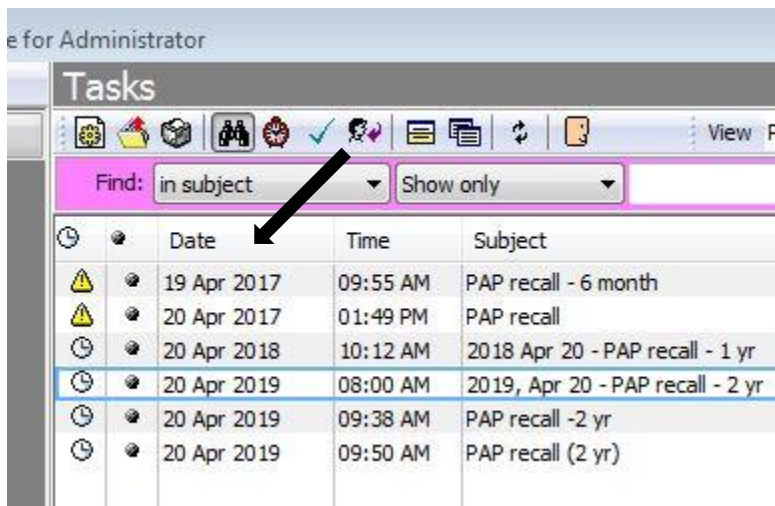 e for Administrator
Tasks
View F
Find: in subject Show only
Date Time Subject
19 Apr 2017 09:55 AM PAP recall - 6 month
20 Apr 2017 01:49 PM PAP recall
20 Apr 2018 10:12 AM 2018 Apr 20 - PAP recall - 1 yr
20 Apr 2019 08:00 AM 2019, Apr 20 - PAP recall - 2 yr
20 Apr 2019 09:38 AM PAP recall -2 yr
20 Apr 2019 09:50 AM PAP recall (2 yr)